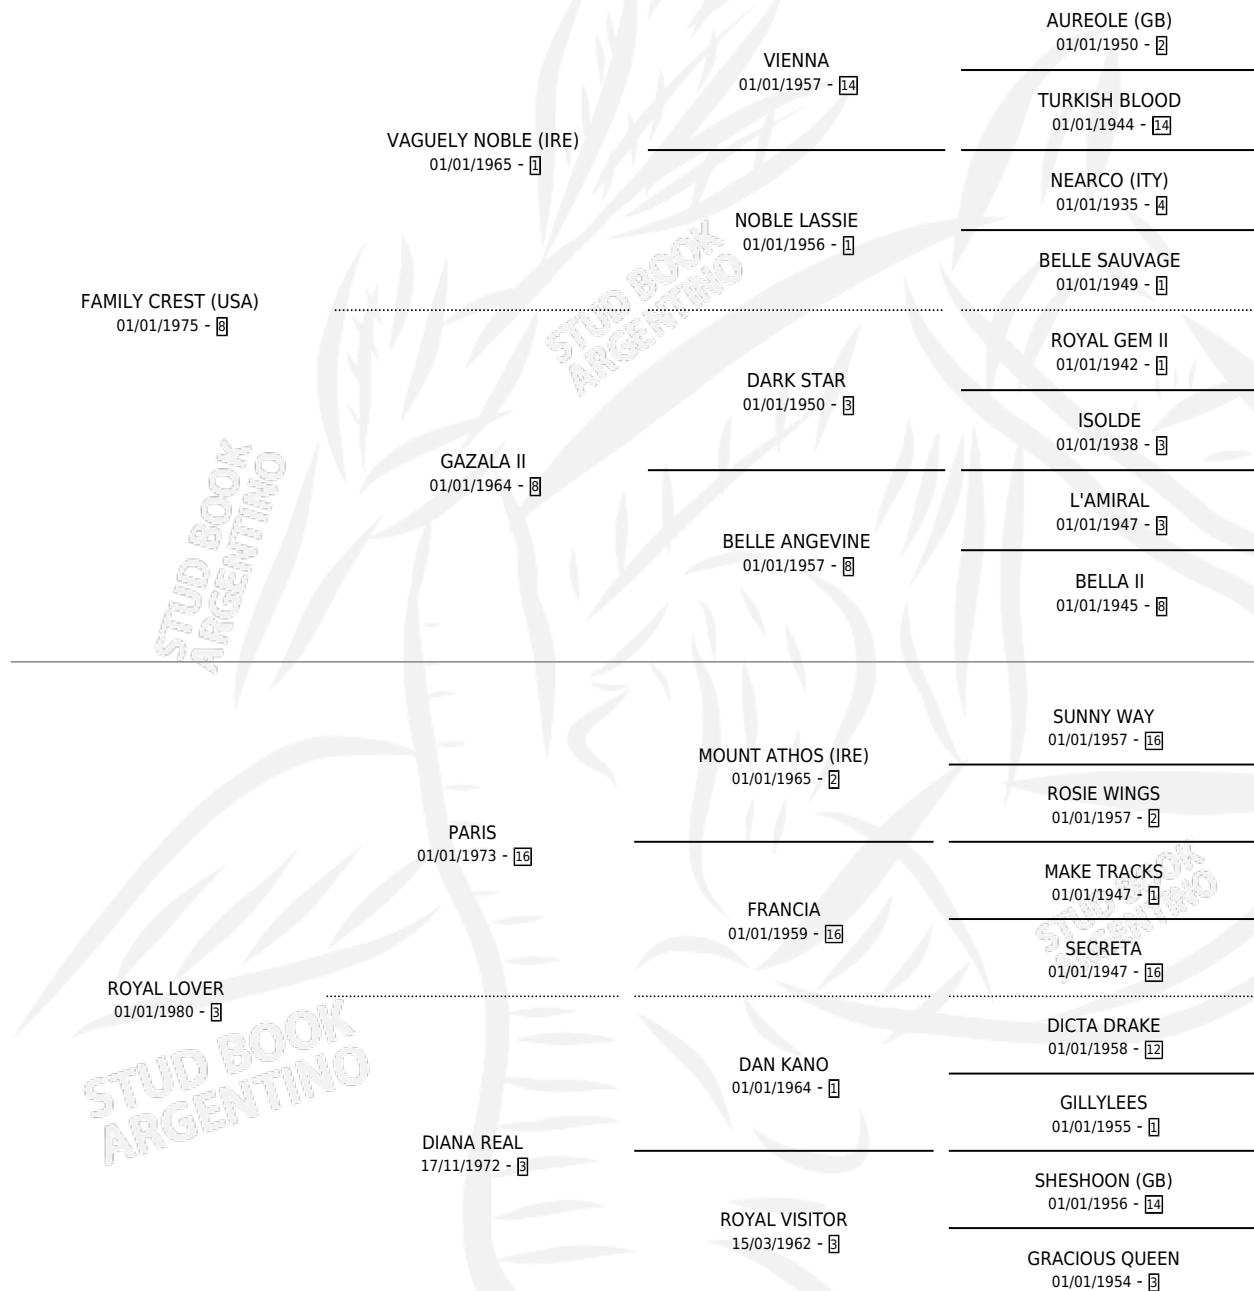 AUREOLE (GB)
01/01/1950 - 2
VIENNA
01/01/1957 - 14
TURKISH BLOOD
01/01/1944 - 14
VAGUELY NOBLE (IRE)
01/01/1965 - 1
NEARCO (ITY)
01/01/1935 - 4
NOBLE LASSIE
01/01/1956 - 1
BELLE SAUVAGE
01/01/1949 - 1
FAMILY CREST (USA)
01/01/1975 - 8
STUD BOOK
ARGENTINO
ROYAL GEM II
01/01/1942 - 1
DARK STAR
01/01/1950 - 3
ISOLDE
01/01/1938 - 3
GAZALA II
01/01/1964 - 8
STUD BOOK
ARGENTINO
L'AMIRAL
01/01/1947 - 3
BELLE ANGEVINE
01/01/1957 - 8
BELLA II
01/01/1945 - 8
SUNNY WAY
01/01/1957 - 16
MOUNT ATHOS (IRE)
01/01/1965 - 2
ROSIE WINGS
01/01/1957 - 2
PARIS
01/01/1973 - 16
MAKE TRACKS
01/01/1947 - 1
FRANCIA
01/01/1959 - 16
STUD BOOK
ARGENTINO
SECRETA
01/01/1947 - 16
ROYAL LOVER
01/01/1980 - 3
STUD BOOK
ARGENTINO
DICTA DRAKE
01/01/1958 - 12
DAN KANO
01/01/1964 - 1
GILLYLEES
01/01/1955 - 1
DIANA REAL
17/11/1972 - 3
SHESHOON (GB)
01/01/1956 - 14
ROYAL VISITOR
15/03/1962 - 3
GRACIOUS QUEEN
01/01/1954 - 3